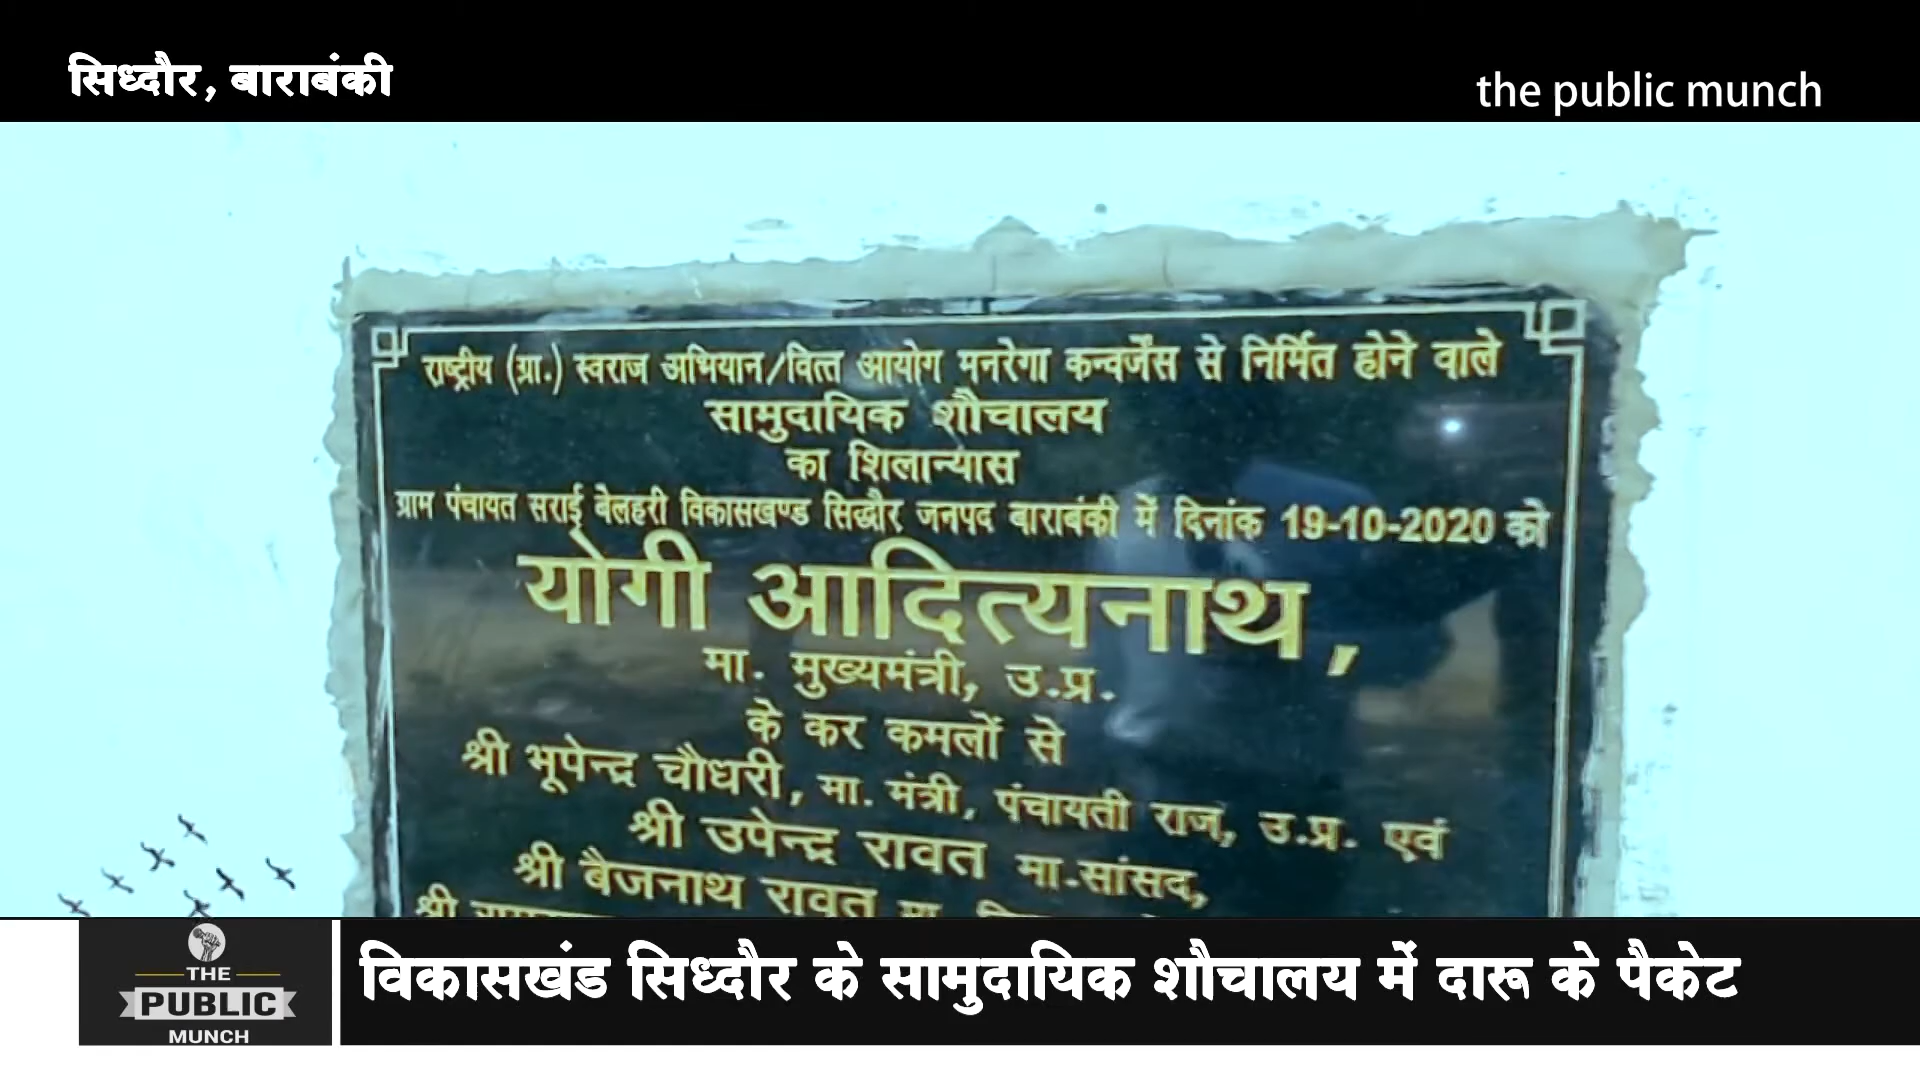 सिध्दौर, बाराबंकी
the public munch
राष्ट्रीय (ग्रा.) स्वराज अभियान/वित्त आयोग मनरेगा कन्वर्जेंस से निर्मित होने वाले
सामुदायिक शौचालय
का शिलान्यास
ग्राम पंचायत सराई बेलहरी विकासखण्ड सिद्धौर जनपद बाराबंकी में दिनांक 19-10-2020 को
योगी आदित्यनाथ,
मा. मुख्यमंत्री, उ.प्र.
के कर कमलों से
श्री भूपेन्द्र चौधरी, मा. मंत्री, पंचायती राज, उ.प्र. एवं
श्री उपेन्द्र रावत मा.सांसद,
श्री बैजनाथ रावत मा.
श्री
THE
PUBLIC
MUNCH
विकासखंड सिध्दौर के सामुदायिक शौचालय में दारू के पैकेट